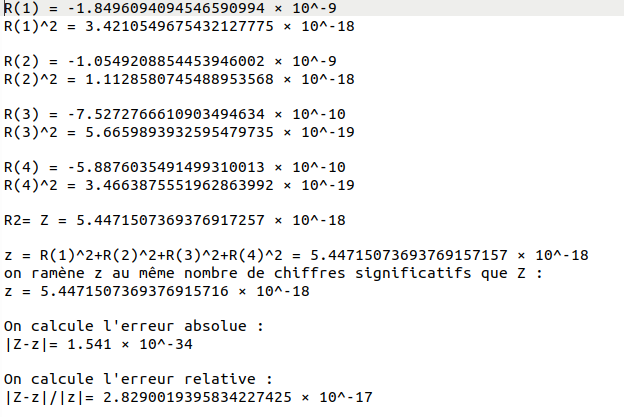 R(1) = -1.8496094094546590994 × 10^-9
R(1)^2 = 3.4210549675432127775 × 10^-18
R(2) = -1.0549208854453946002 × 10^-9
R(2)^2 = 1.1128580745488953568 × 10^-18
R(3) = -7.5272766610903494634 × 10^-10
R(3)^2 = 5.6659893932595479735 × 10^-19
R(4) = -5.8876035491499310013 × 10^-10
R(4)^2 = 3.4663875551962863992 × 10^-19
R2= Z = 5.4471507369376917257 × 10^-18
z = R(1)^2+R(2)^2+R(3)^2+R(4)^2 = 5.44715073693769157157 × 10^-18
on ramène z au même nombre de chiffres significatifs que Z :
z = 5.4471507369376915716 × 10^-18
On calcule l'erreur absolue :
|Z-z|= 1.541 × 10^-34
On calcule l'erreur relative :
|Z-z|/|z|= 2.8290019395834227425 × 10^-17